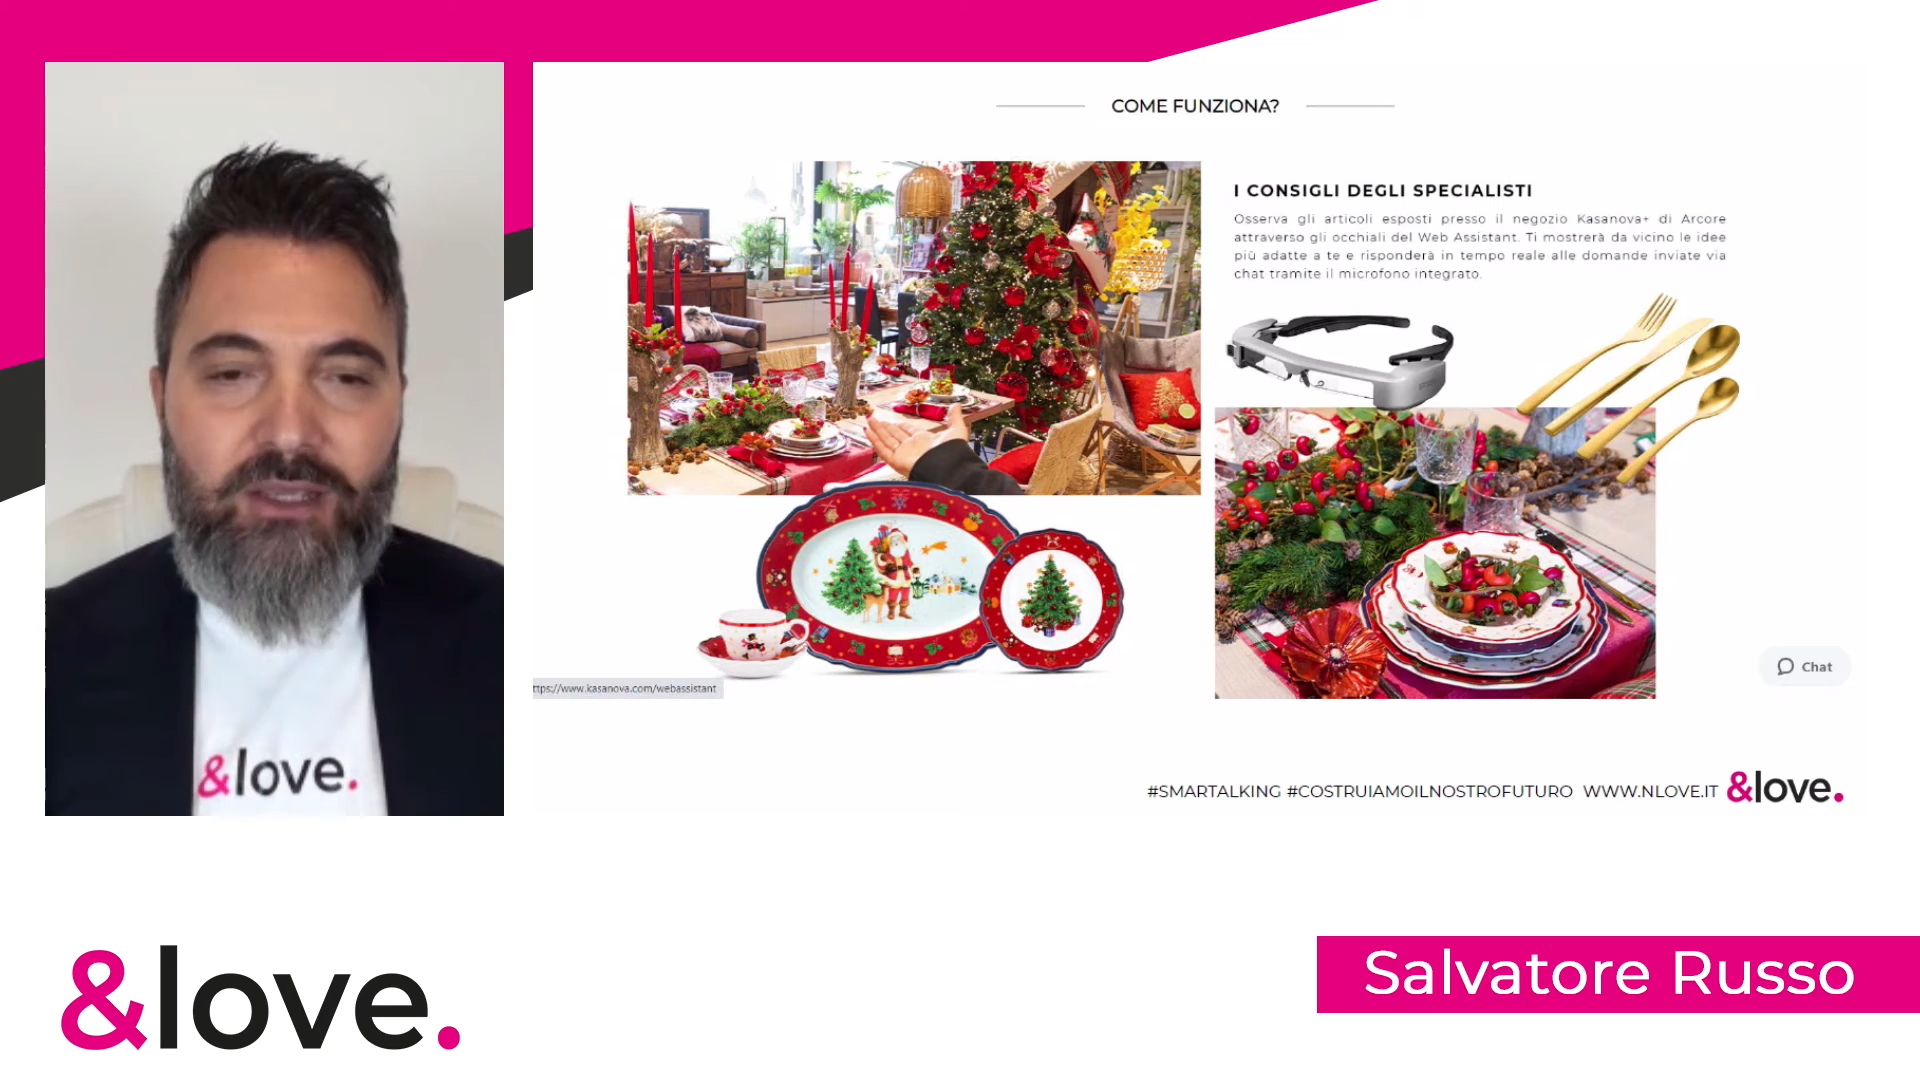 COME FUNZIONA?
I CONSIGLI DEGLI SPECIALISTI
Osserva gli articoli esposti presso il negozio Kasanova+ di Arcore
attraverso gli occhiali del Web Assistant. Ti mostrerà da vicino le idee
più adatte a te e risponderà in tempo reale alle domande inviate via
chat tramite il microfono integrato.
Chat
ttps://www.kasanova.com/webassistant
&love.
#SMARTALKING #COSTRUIAMOILNOSTROFUTURO WWW.NLOVE.IT &love.
Salvatore Russo
&love.